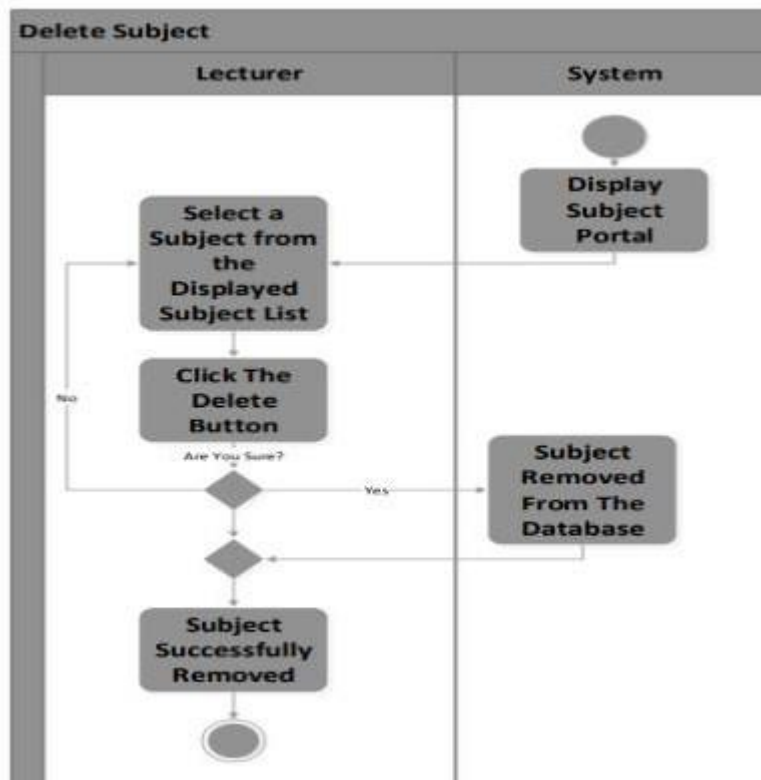 Delete Subject
Lecturer
System
Display
Subject
Portal
Select a
Subject from
the
Displayed
Subject List
Click The
Delete
Button
Are You Sure?
No
Yes
Subject
Removed
From The
Database
Subject
Successfully
Removed